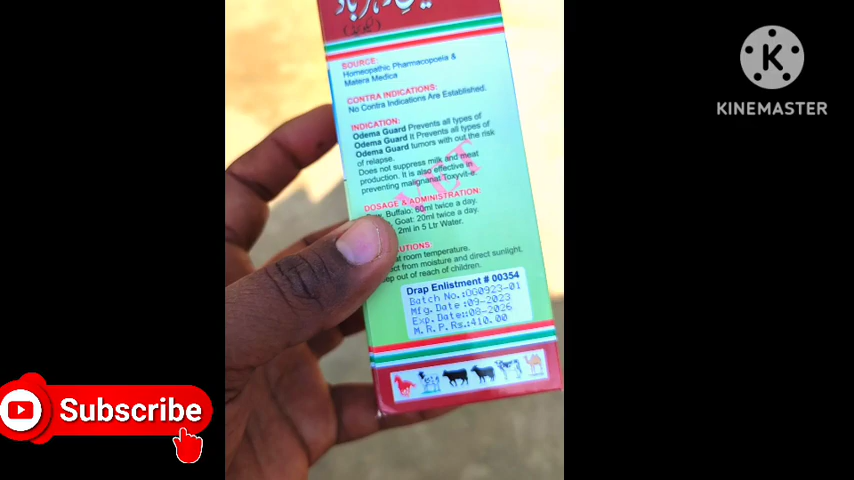 SOURCE:
Homeopathic Pharmacopoeia &
Matera Medica
CONTRA INDICATIONS:
No Contra Indications Are Established.
INDICATION:
Odema Guard Prevents all types of
Odema Guard It Prevents all types of
Odema Guard tumors with out the risk
of relapse.
Does not suppress milk and meat
production. It is also effective in
preventing malignanat Toxyvit-e.
DOSAGE & ADMINISTRATION:
Buffalo: 60ml twice a day.
Goat: 20ml twice a day.
2ml in 5 Ltr Water.
at room temperature.
from moisture and direct sunlight.
out of reach of children.
Drap Enlistment # 00354
Batch No.:OG0923-01
Mfg.Date :09-2023
Exp.Date::08-2026
M.R.P.Rs.:410.00
KINEMASTER
Subscribe